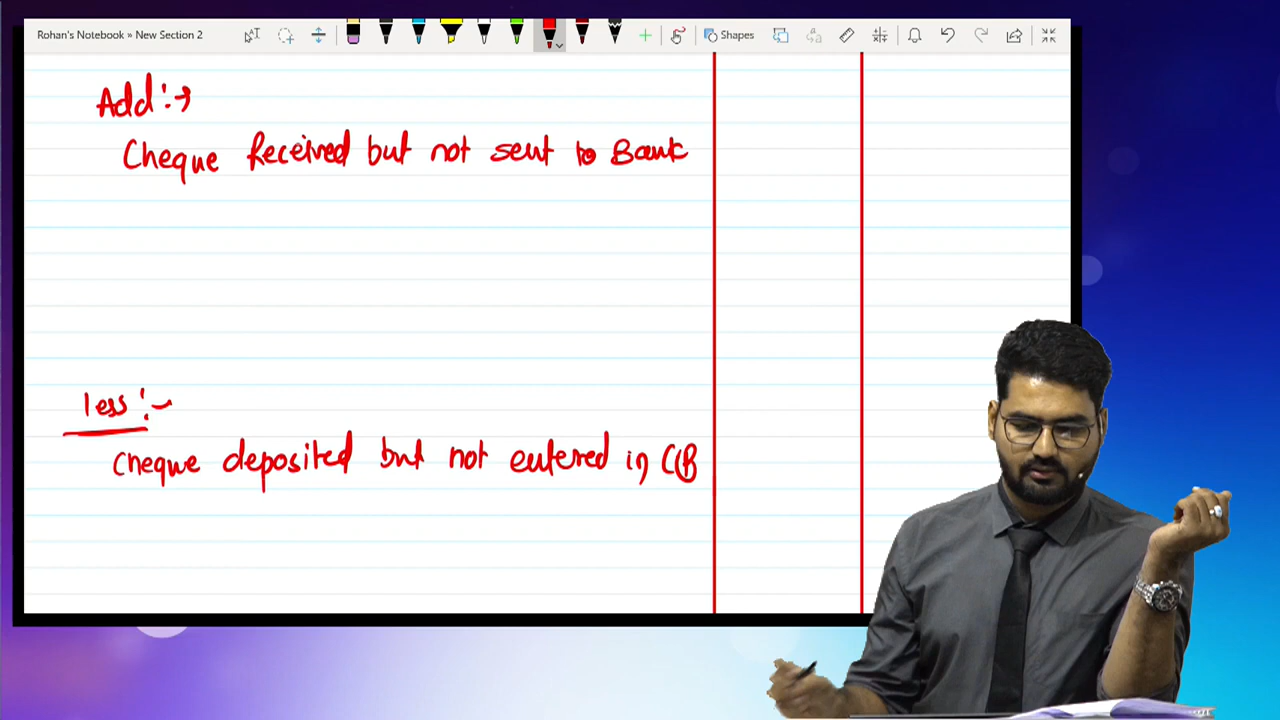 Rohan's Notebook » New Section 2
Shapes
Add :→
Cheque Received but not sent to Bank
less :-
Cheque deposited but not entered in C/B